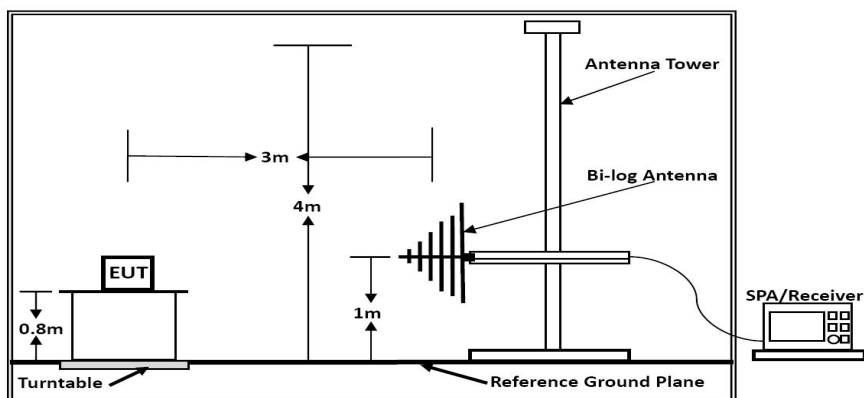 Antenna Tower
3m
Bi-log Antenna
4m
EUT
SPA/Receiver
0.8m
1m
Turntable
Reference Ground Plane